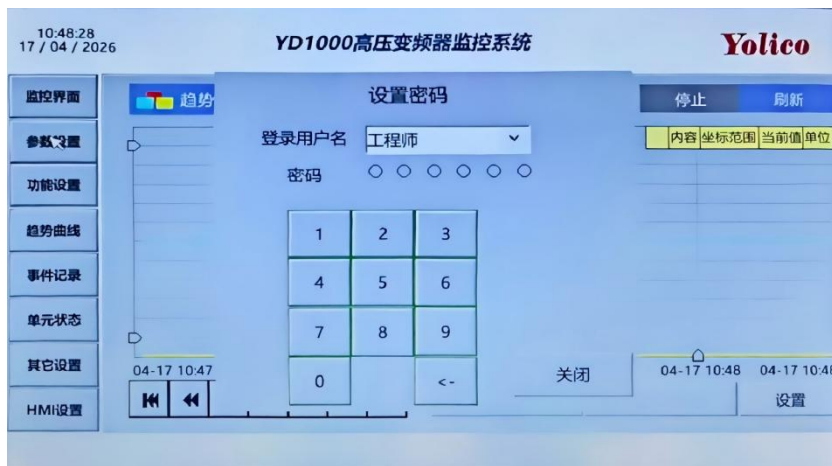 10:48:28
17 / 04 / 2026
YD1000高压变频器监控系统
Yolico
监控界面
参数设置
功能设置
趋势曲线
事件记录
单元状态
其它设置
HMI设置
趋势
停止
刷新
内容 坐标范围 当前值 单位
设置密码
登录用户名 工程师
密码
1 2 3
4 5 6
7 8 9
0 <-
关闭
04-17 10:47
04-17 10:48 04-17 10:48
设置